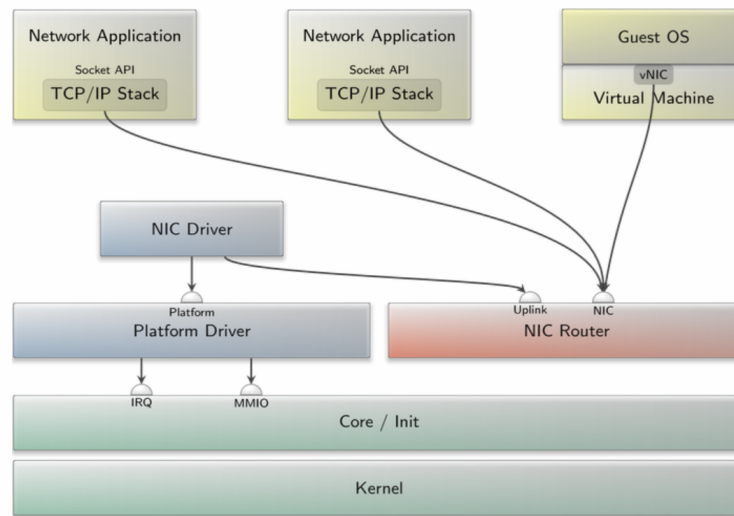 Network Application
Socket API
TCP/IP Stack
Network Application
Socket API
TCP/IP Stack
Guest OS
vNIC
Virtual Machine
NIC Driver
Platform
Platform Driver
Uplink
NIC
NIC Router
IRQ
MMIO
Core / Init
Kernel